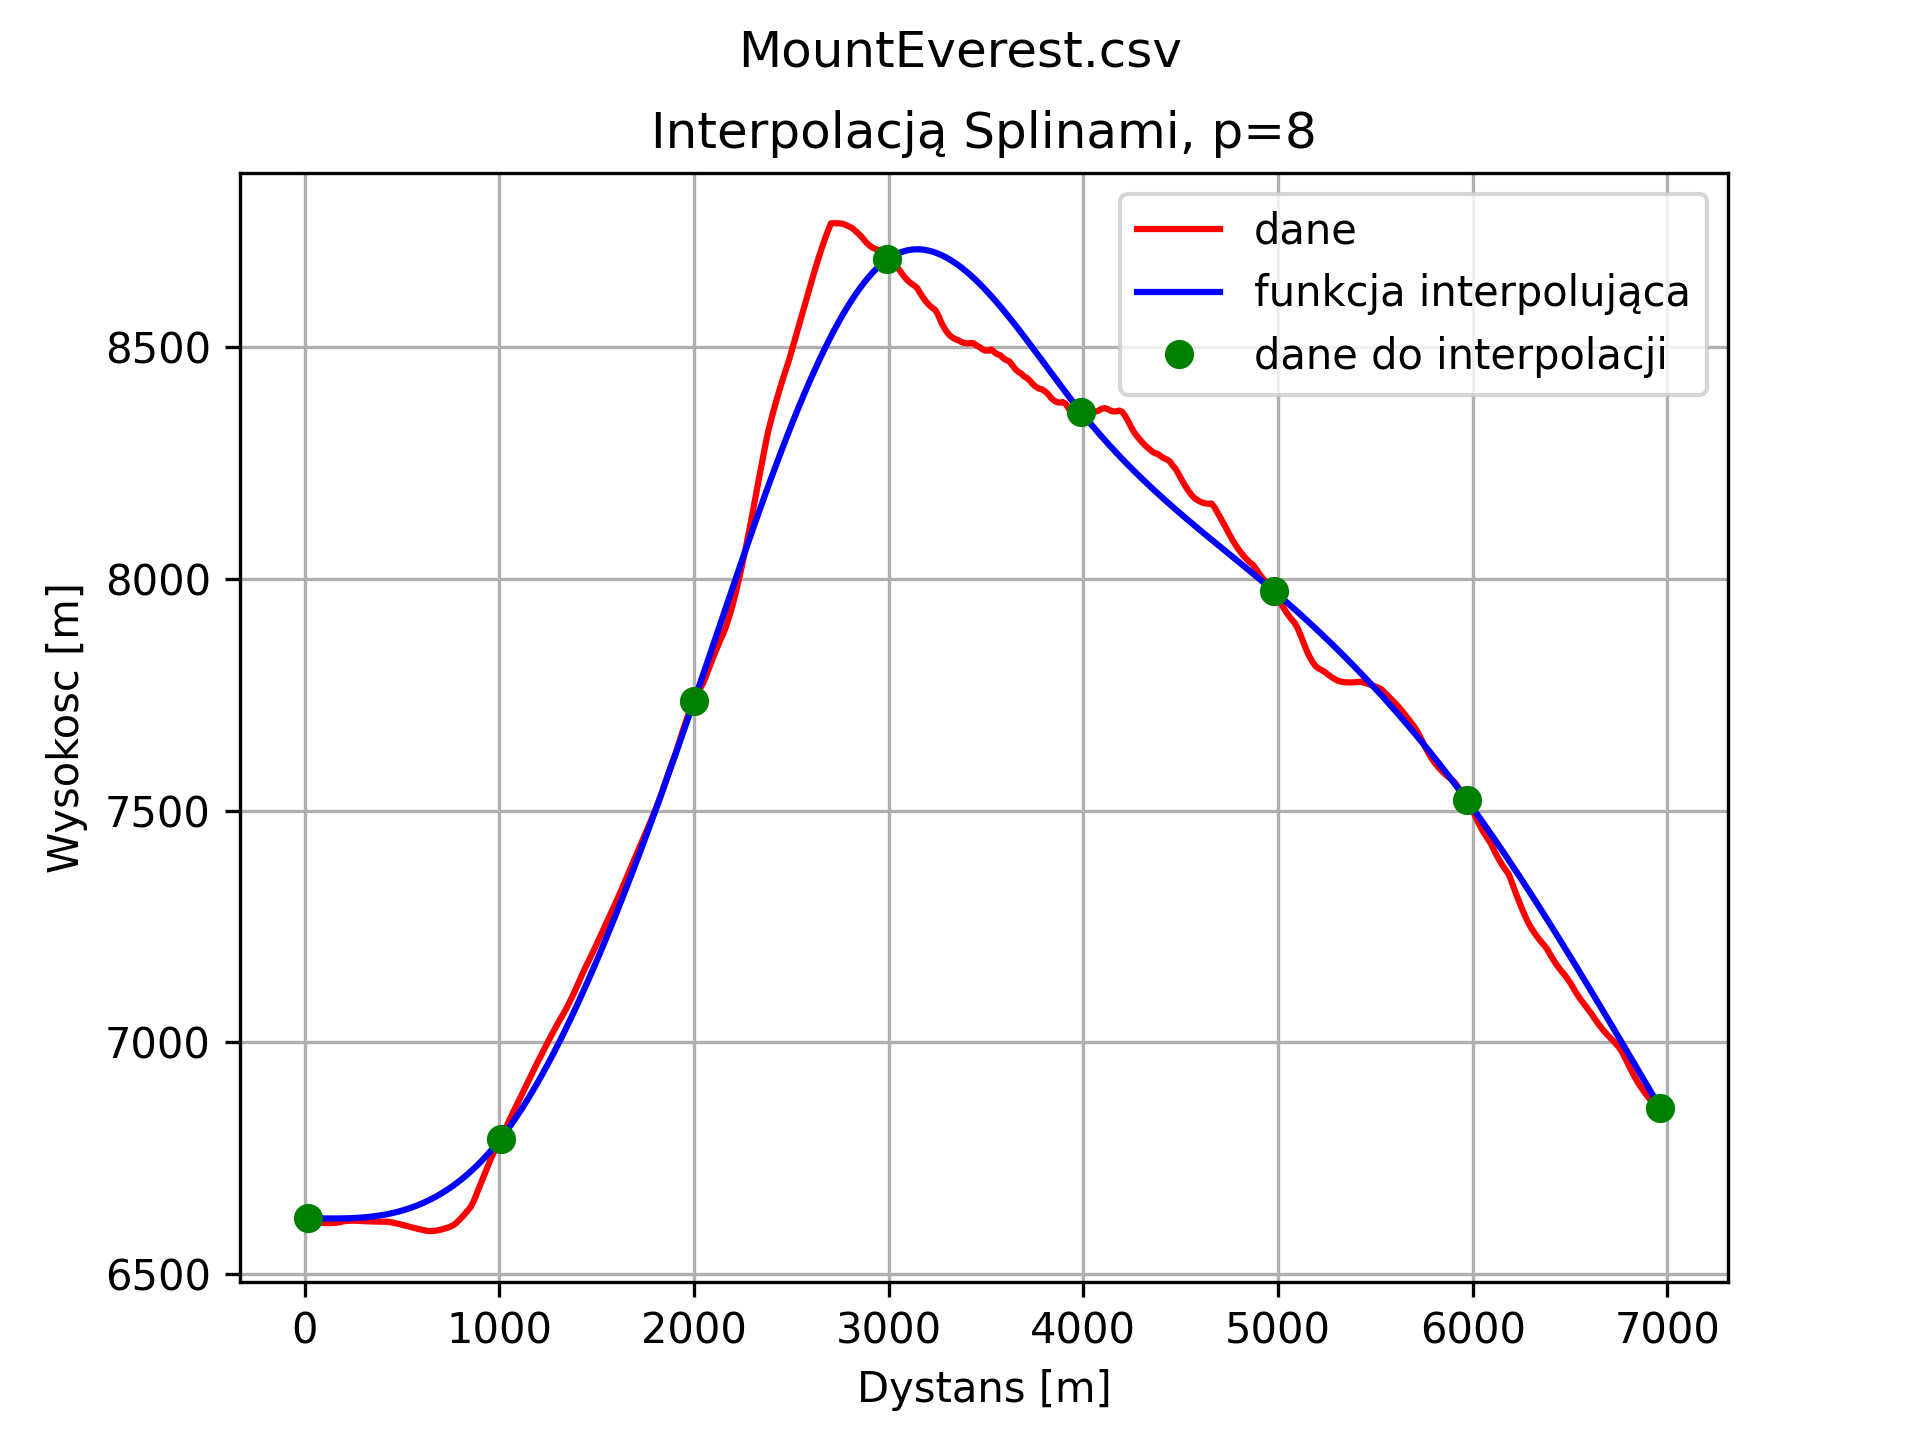 MountEverest.csv
Interpolacją Splinami, p=8
dane
funkcja interpolująca
dane do interpolacji
Wysokosc [m]
8500
8000
7500
7000
6500
0 1000 2000 3000 4000 5000 6000 7000
Dystans [m]